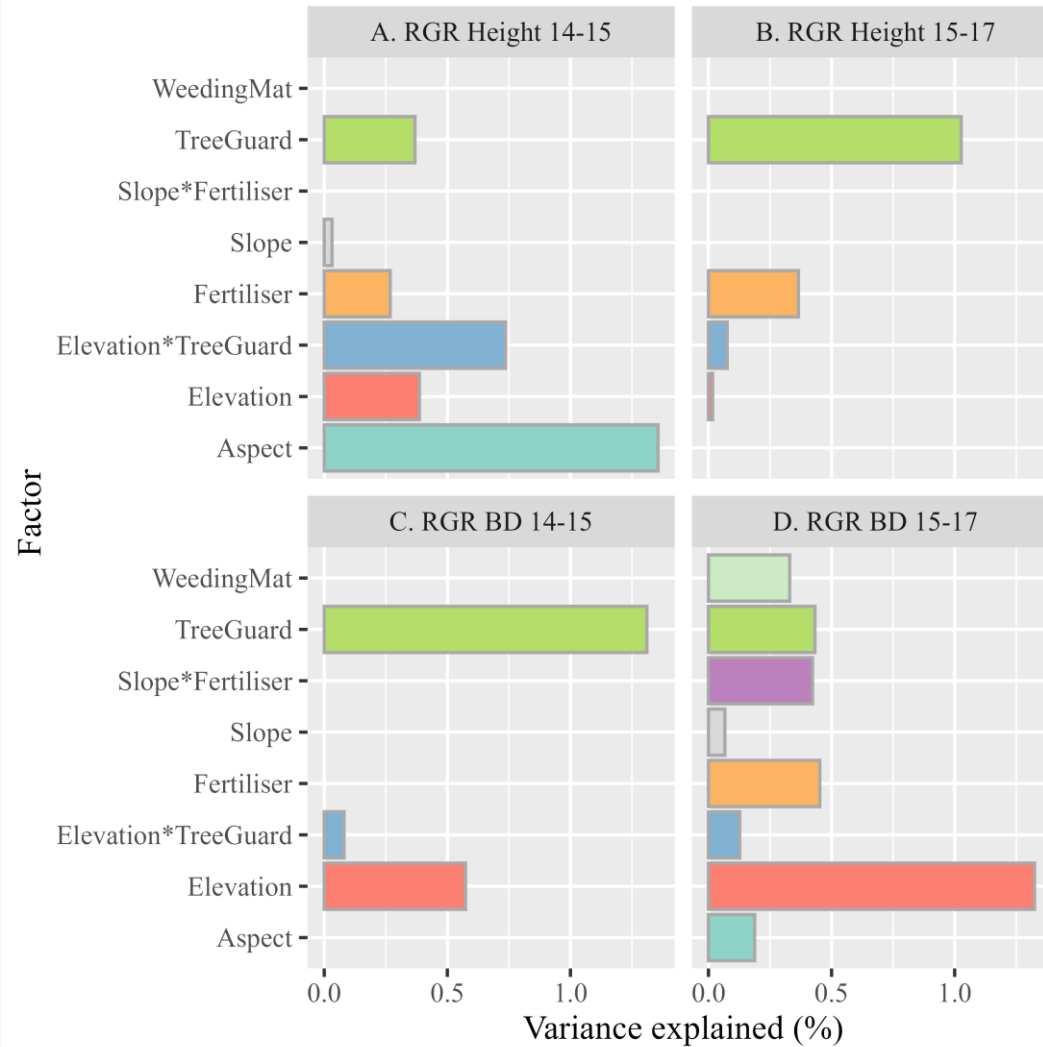 A. RGR Height 14-15
B. RGR Height 15-17
WeedingMat
TreeGuard
Slope*Fertiliser
Slope
Fertiliser
Elevation*TreeGuard
Elevation
Aspect
Factor
C. RGR BD 14-15
D. RGR BD 15-17
WeedingMat
TreeGuard
Slope*Fertiliser
Slope
Fertiliser
Elevation*TreeGuard
Elevation
Aspect
0.0 0.5 1.0
0.0 0.5 1.0
Variance explained (%)